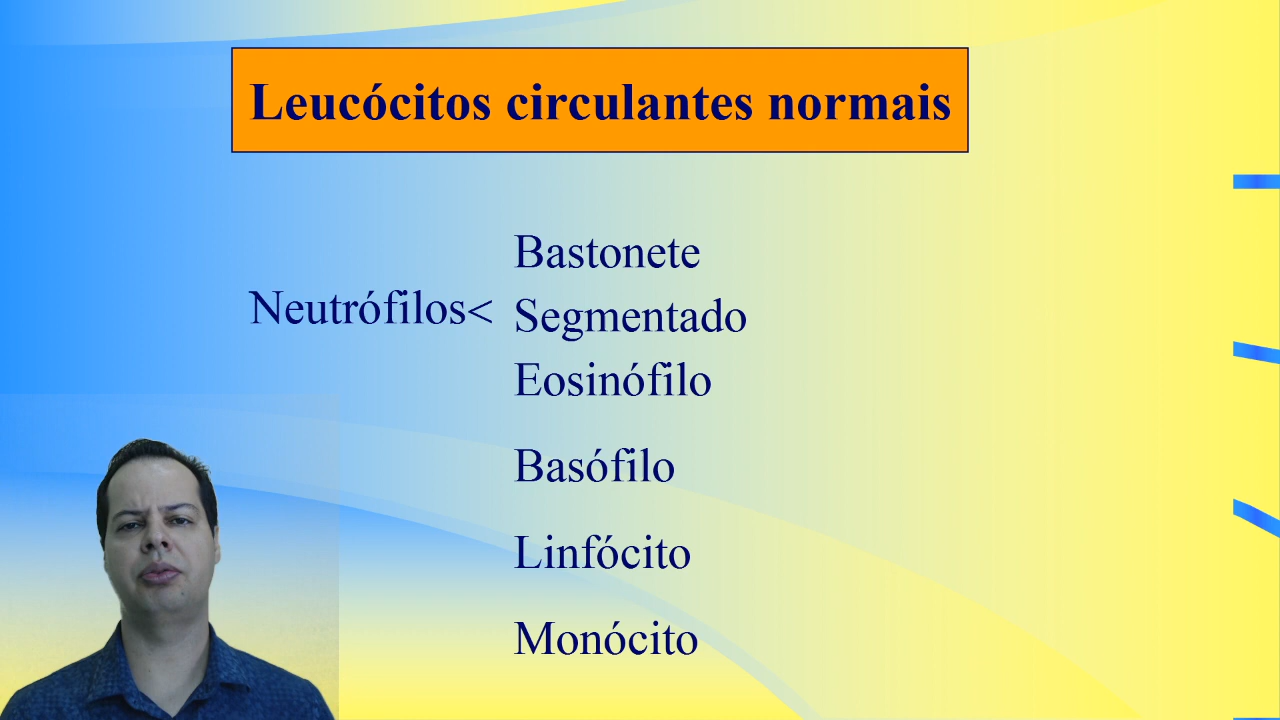 Leucócitos circulantes normais
Bastonete
Neutrófilos<
Segmentado
Eosinófilo
Basófilo
Linfócito
Monócito